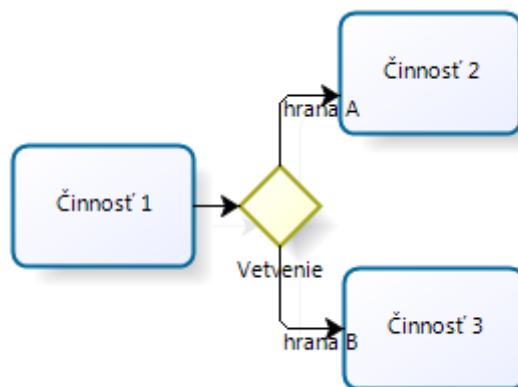 Činnosť 2
hrana A
Činnosť 1
Vetvenie
Činnosť 3
hrana B